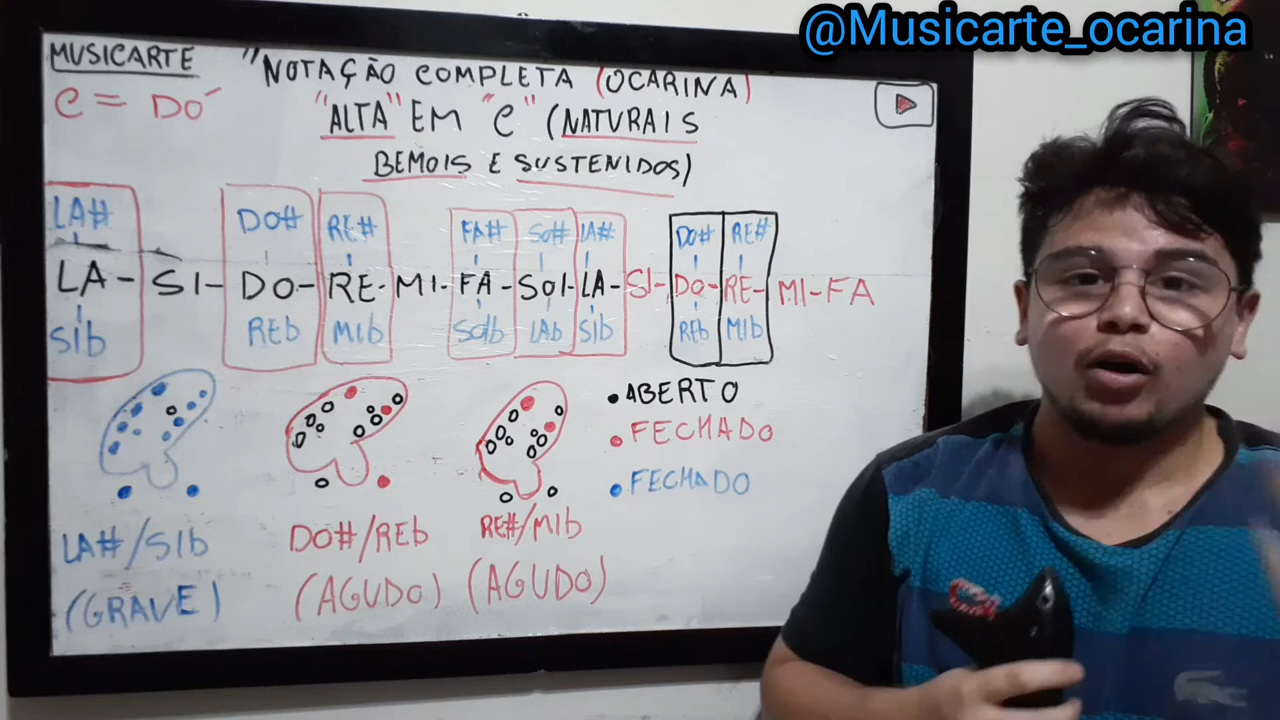 @Musicarte_ocarina
MUSICARTE
"NOTAÇÃO COMPLETA (OCARINA)
C = DÓ
"ALTA" EM "C" (NATURAIS
BEMOIS E SUSTENIDOS)
LA# DO# RE# FA# SO# LA# DO# RE#
LA - SI - DO - RE - MI - FA - SOL - LA - SI - DO - RE - MI - FA
SIb REb MIb SOlb LAb SIb REb MIb
ABERTO
FECHADO
FECHADO
LA#/SIb DO#/REb RE#/MIb
(GRAVE) (AGUDO) (AGUDO)